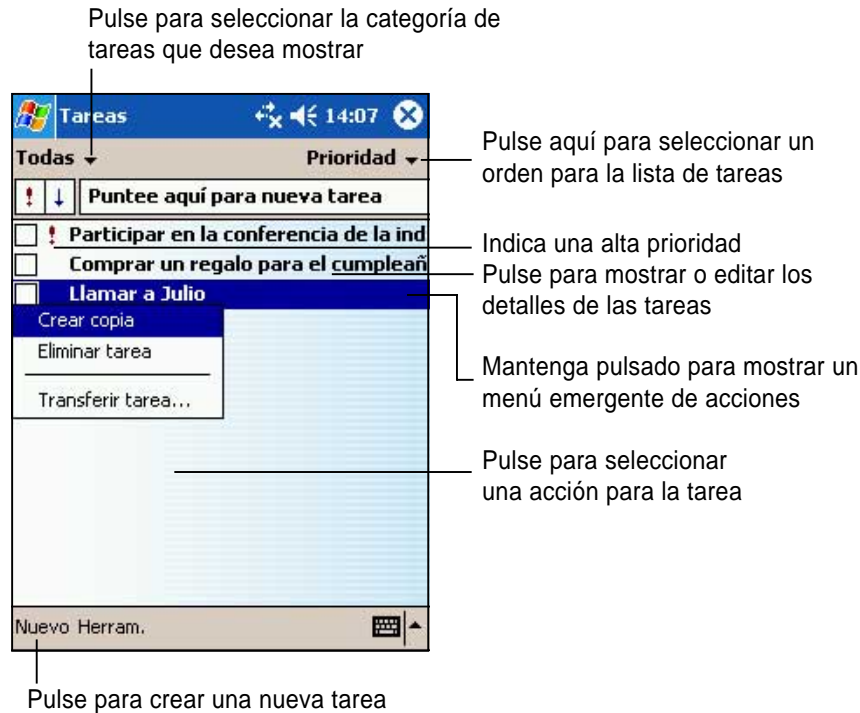 Pulse para seleccionar la categoría de
tareas que desea mostrar
Tareas 14:07
Todas Prioridad
Pulse aquí para seleccionar un
orden para la lista de tareas
! ↓ Puntee aquí para nueva tarea
! Participar en la conferencia de la ind
Indica una alta prioridad
Comprar un regalo para el cumpleañ
Pulse para mostrar o editar los
detalles de las tareas
Llamar a Julio
Crear copia
Eliminar tarea
Transferir tarea...
Mantenga pulsado para mostrar un
menú emergente de acciones
Pulse para seleccionar
una acción para la tarea
Nuevo Herram.
Pulse para crear una nueva tarea